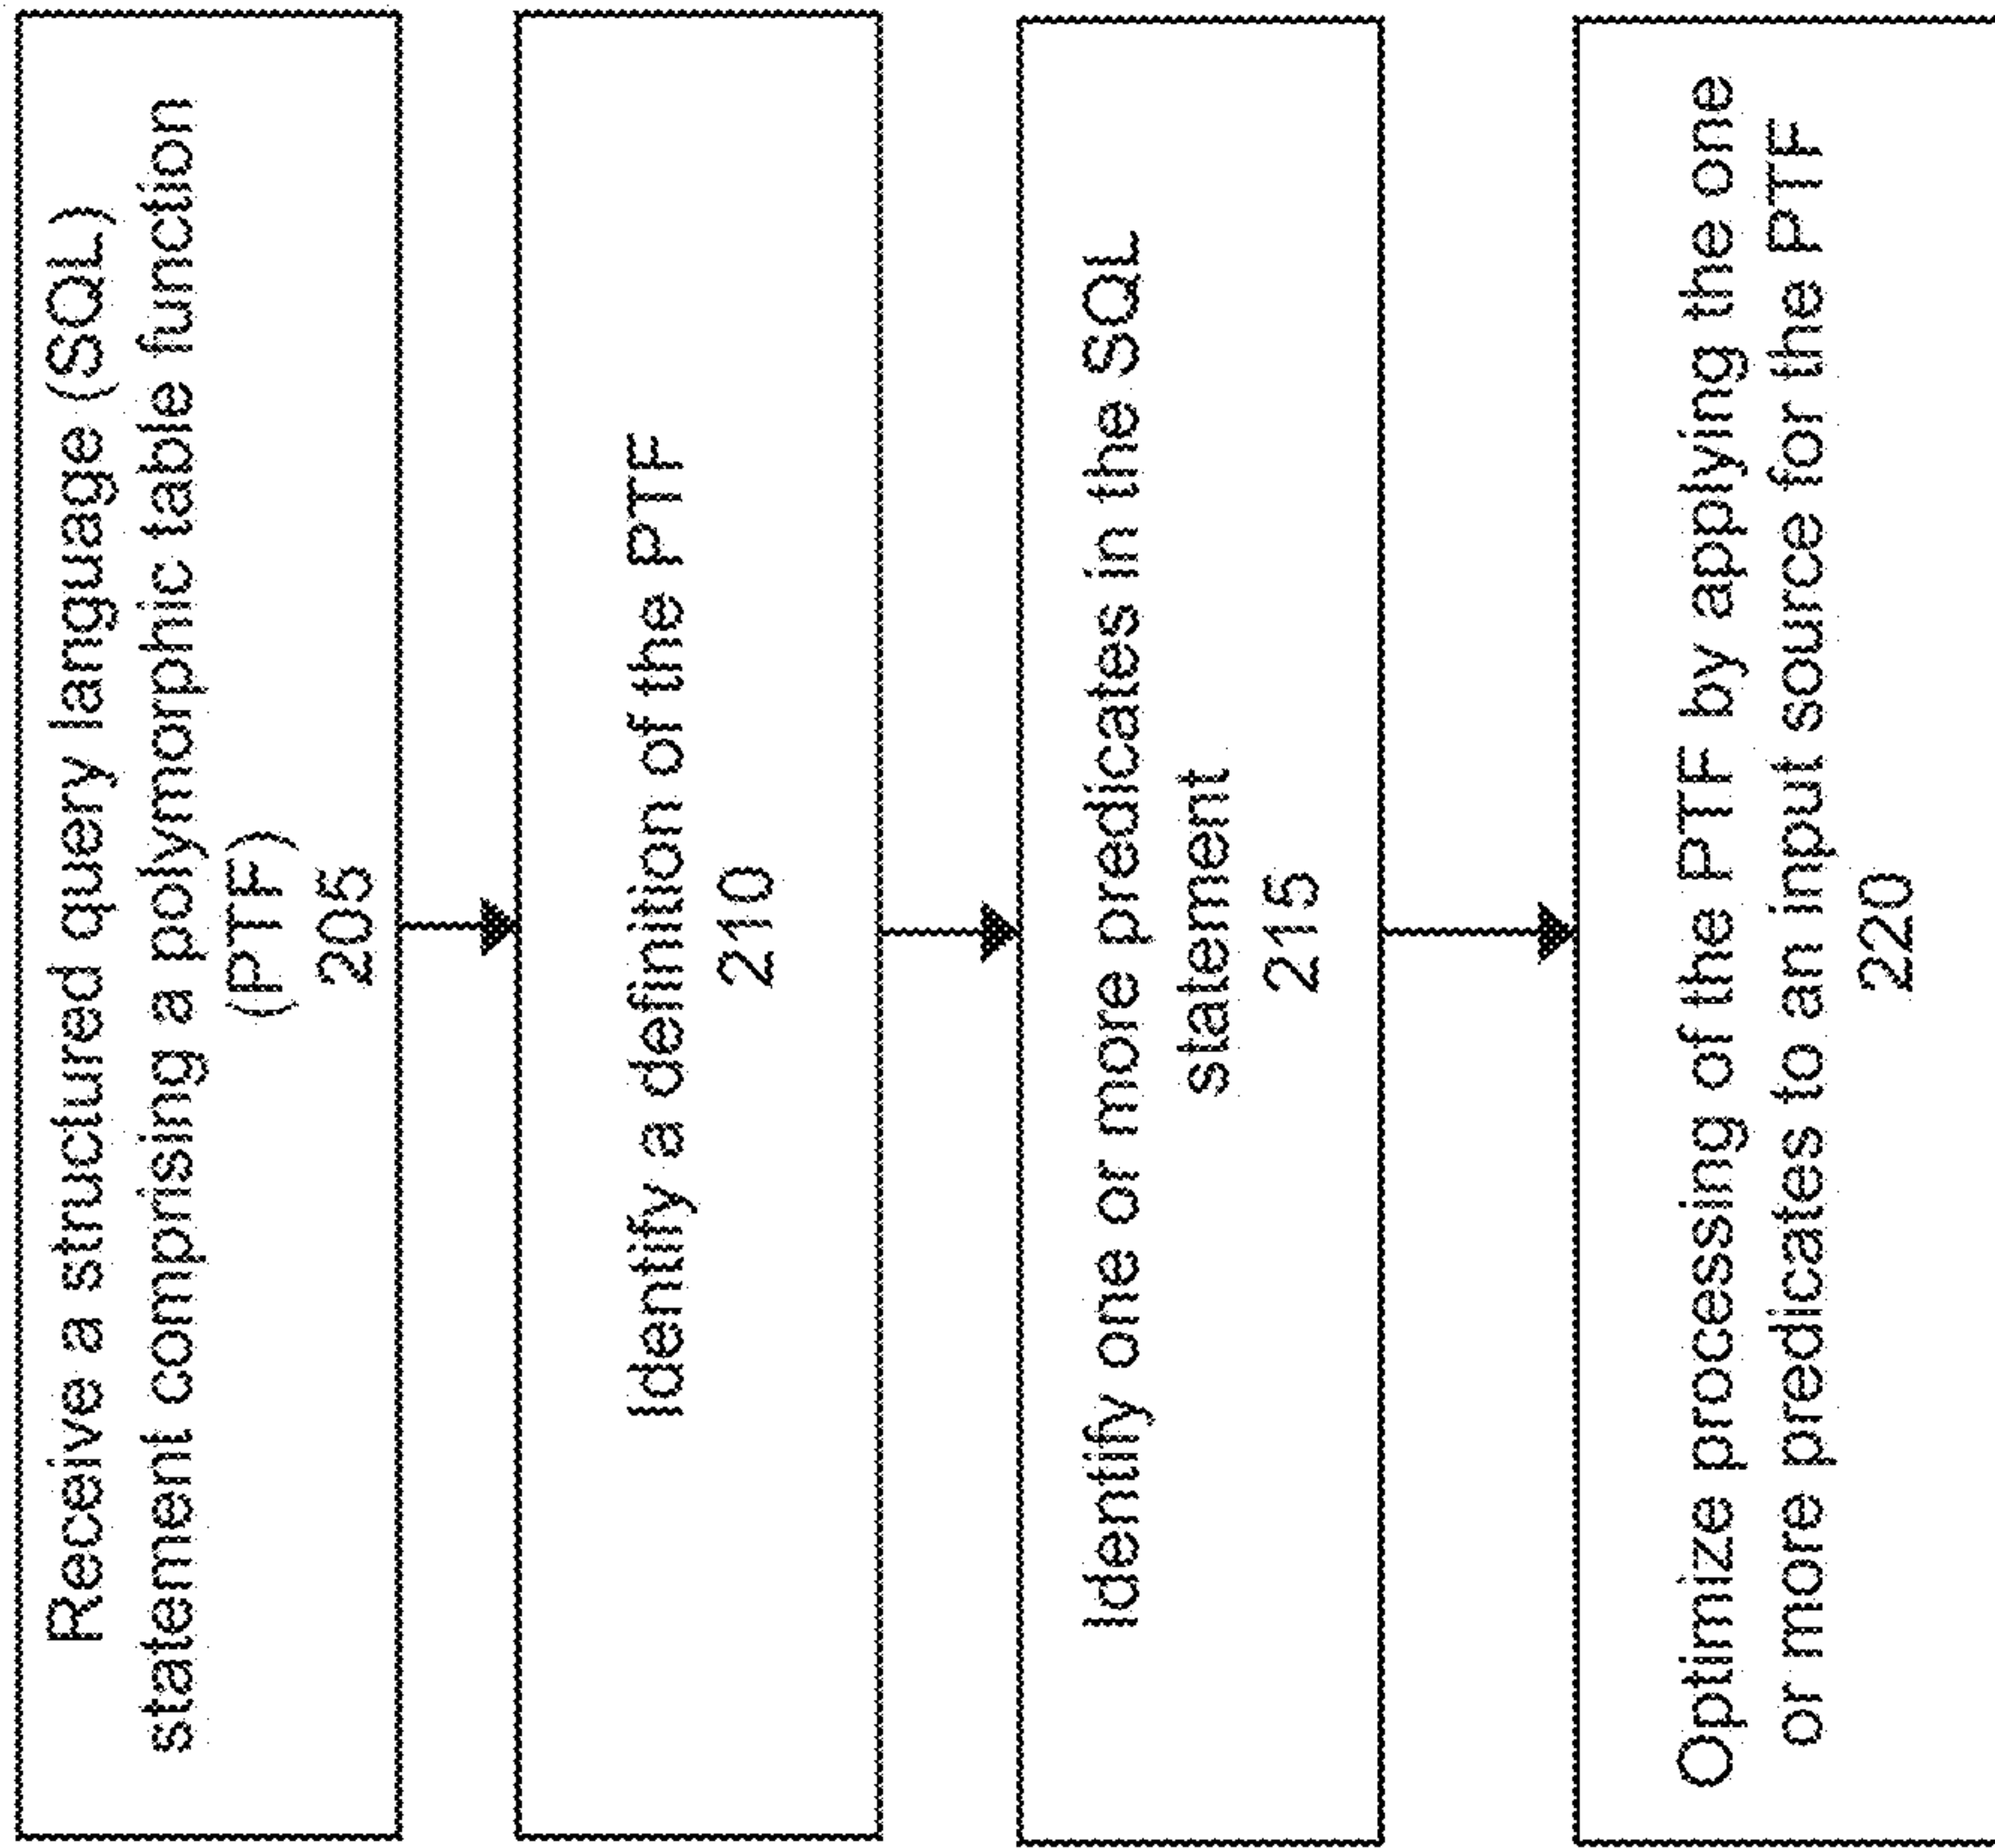 Receive a structured query language (SQL)
statement comprising a polymorphic table function
(PTF)
205
Identify a definition of the PTF
210
Identify one or more predicates in the SQL
statement
215
Optimize processing of the PTF by applying the one
or more predicates to an input source for the PTF
220